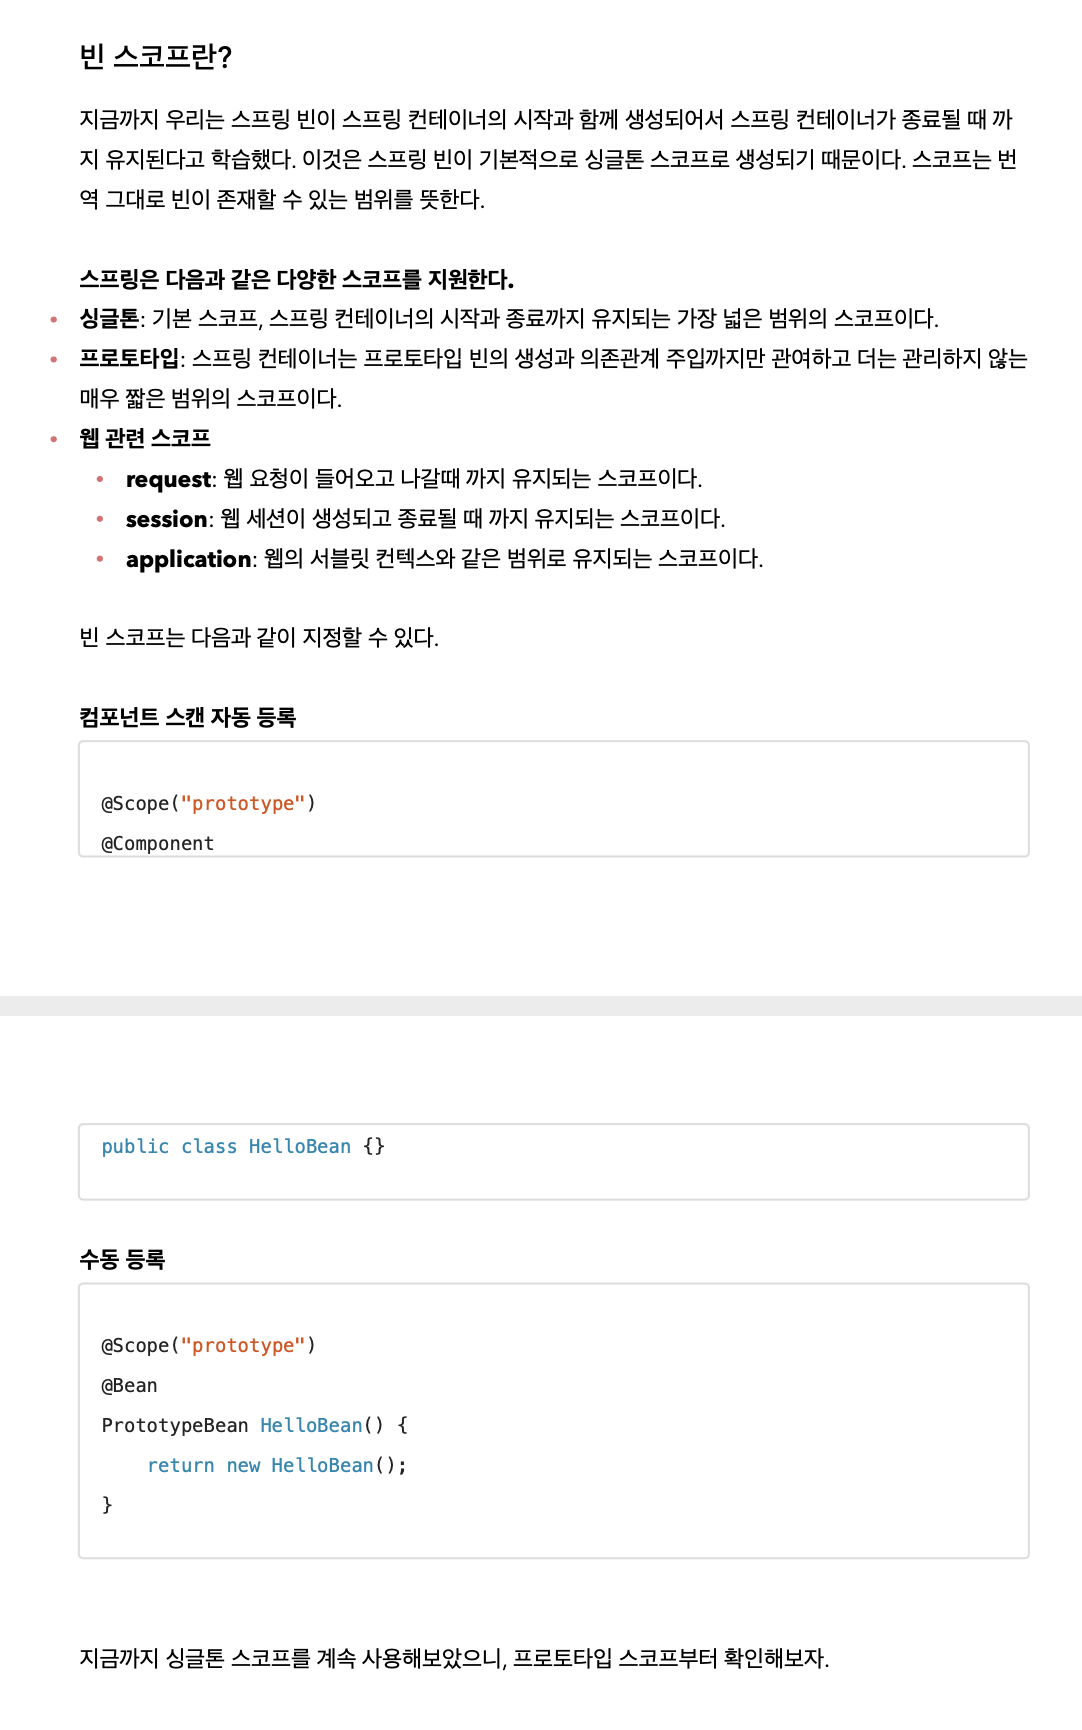 빈 스코프란?
지금까지 우리는 스프링 빈이 스프링 컨테이너의 시작과 함께 생성되어서 스프링 컨테이너가 종료될 때 까
지 유지된다고 학습했다. 이것은 스프링 빈이 기본적으로 싱글톤 스코프로 생성되기 때문이다. 스코프는 번
역 그대로 빈이 존재할 수 있는 범위를 뜻한다.
스프링은 다음과 같은 다양한 스코프를 지원한다.
• 싱글톤: 기본 스코프, 스프링 컨테이너의 시작과 종료까지 유지되는 가장 넓은 범위의 스코프이다.
• 프로토타입: 스프링 컨테이너는 프로토타입 빈의 생성과 의존관계 주입까지만 관여하고 더는 관리하지 않는
매우 짧은 범위의 스코프이다.
• 웹 관련 스코프
• request: 웹 요청이 들어오고 나갈때 까지 유지되는 스코프이다.
• session: 웹 세션이 생성되고 종료될 때 까지 유지되는 스코프이다.
• application: 웹의 서블릿 컨텍스와 같은 범위로 유지되는 스코프이다.
빈 스코프는 다음과 같이 지정할 수 있다.
컴포넌트 스캔 자동 등록
@Scope("prototype")
@Component
public class HelloBean {}
수동 등록
@Scope("prototype")
@Bean
PrototypeBean HelloBean() {
    return new HelloBean();
}
지금까지 싱글톤 스코프를 계속 사용해보았으니, 프로토타입 스코프부터 확인해보자.